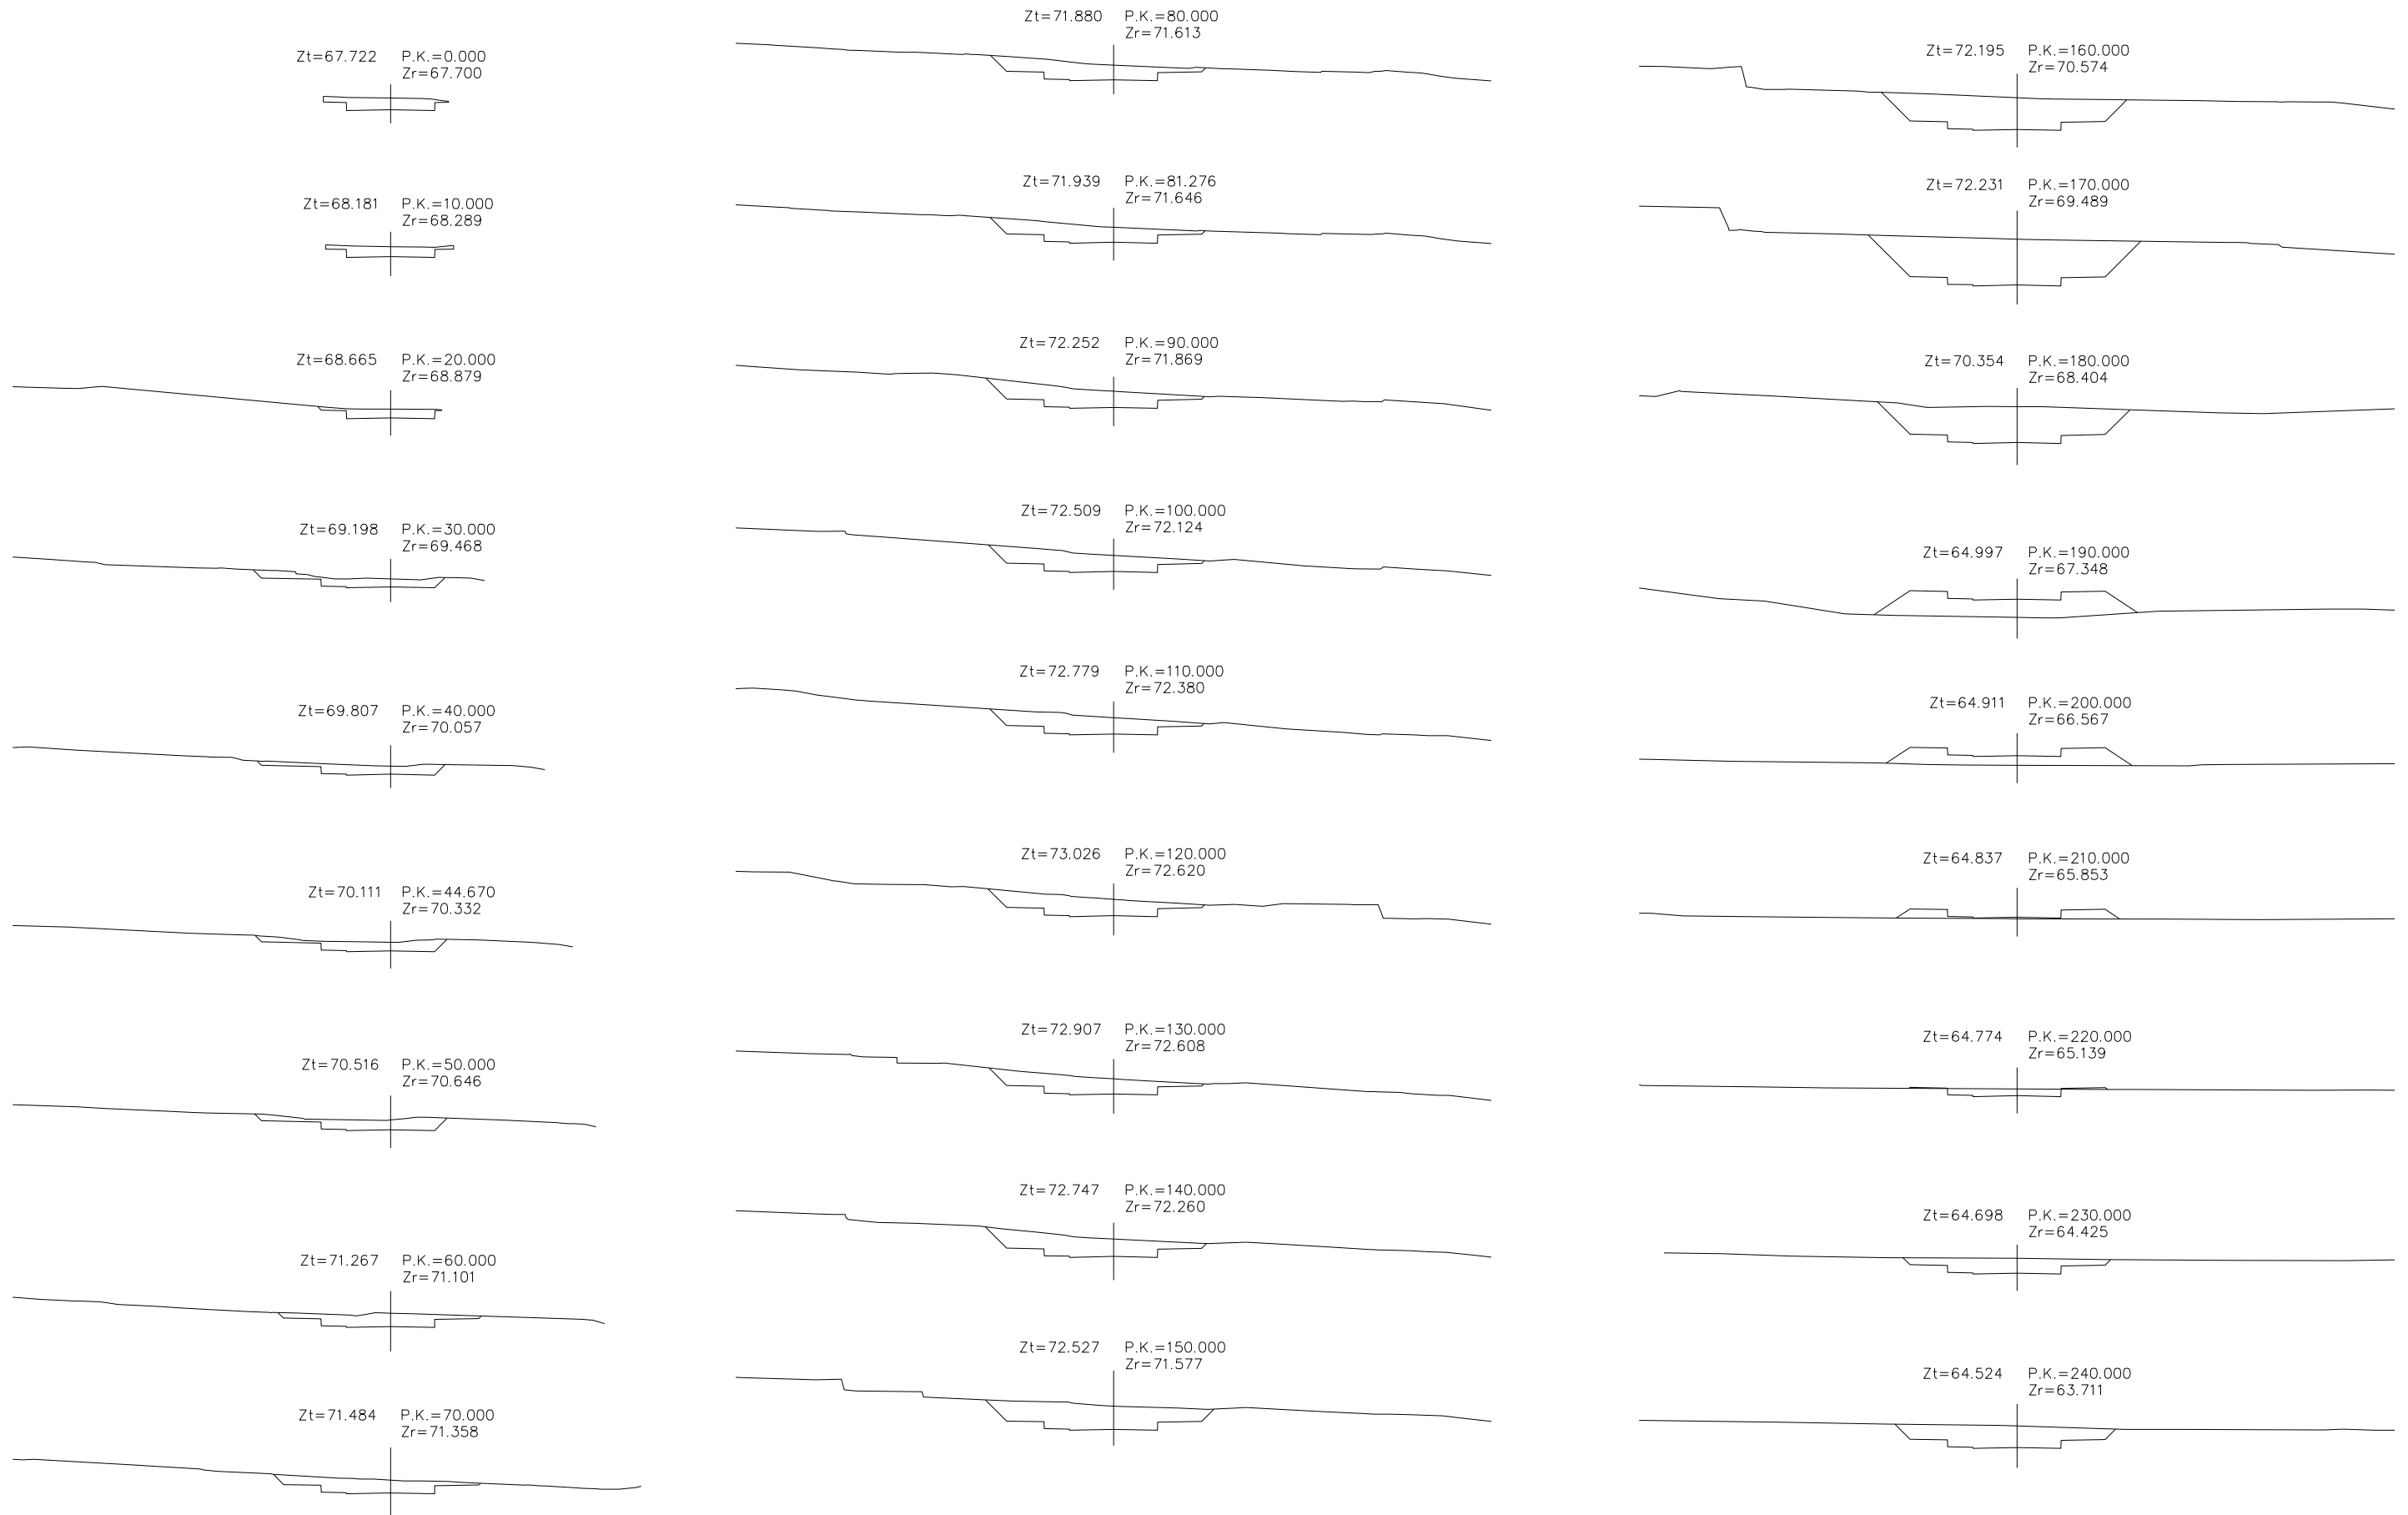 Zt=67.722 P.K.=0.000
Zr=67.700
Zt=68.181 P.K.=10.000
Zr=68.289
Zt=68.665 P.K.=20.000
Zr=68.879
Zt=69.198 P.K.=30.000
Zr=69.468
Zt=69.807 P.K.=40.000
Zr=70.057
Zt=70.111 P.K.=44.670
Zr=70.332
Zt=70.516 P.K.=50.000
Zr=70.646
Zt=71.267 P.K.=60.000
Zr=71.101
Zt=71.484 P.K.=70.000
Zr=71.358
Zt=71.880 P.K.=80.000
Zr=71.613
Zt=71.939 P.K.=81.276
Zr=71.646
Zt=72.252 P.K.=90.000
Zr=71.869
Zt=72.509 P.K.=100.000
Zr=72.124
Zt=72.779 P.K.=110.000
Zr=72.380
Zt=73.026 P.K.=120.000
Zr=72.620
Zt=72.907 P.K.=130.000
Zr=72.608
Zt=72.747 P.K.=140.000
Zr=72.260
Zt=72.527 P.K.=150.000
Zr=71.577
Zt=72.195 P.K.=160.000
Zr=70.574
Zt=72.231 P.K.=170.000
Zr=69.489
Zt=70.354 P.K.=180.000
Zr=68.404
Zt=64.997 P.K.=190.000
Zr=67.348
Zt=64.911 P.K.=200.000
Zr=66.567
Zt=64.837 P.K.=210.000
Zr=65.853
Zt=64.774 P.K.=220.000
Zr=65.139
Zt=64.698 P.K.=230.000
Zr=64.425
Zt=64.524 P.K.=240.000
Zr=63.711